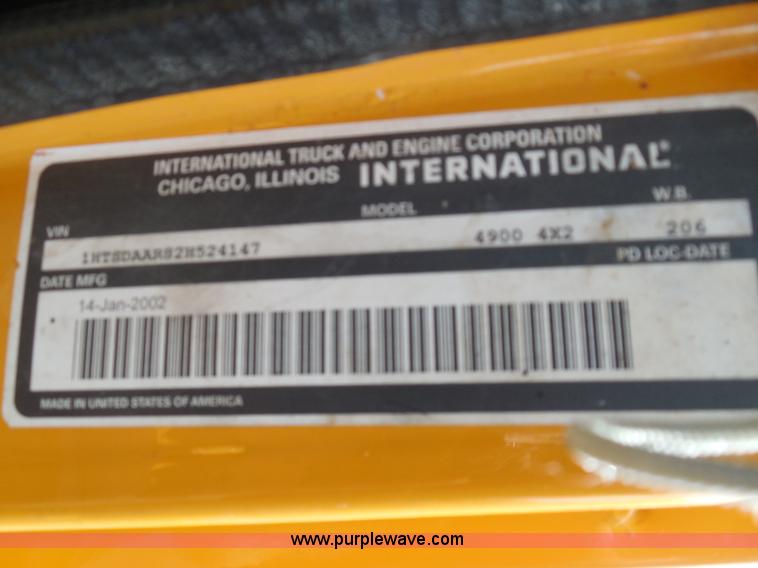 INTERNATIONAL TRUCK AND ENGINE CORPORATION
CHICAGO, ILLINOIS INTERNATIONAL®
VIN MODEL W.B.
1HTSDAAR82H524147 4900 4X2 206
DATE MFG PD LOC-DATE
14-Jan-2002
MADE IN UNITED STATES OF AMERICA
www.purplewave.com